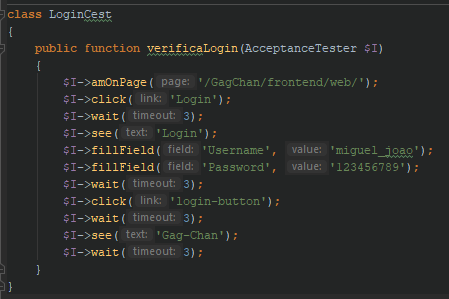 class LoginCest
{
public function verificaLogin(AcceptanceTester $I)
{
$I->amOnPage( page: '/GagChan/frontend/web/');
$I->click( link: 'Login');
$I->wait( timeout: 3);
$I->see( text: 'Login');
$I->fillField( field: 'Username', value: 'miguel_joao');
$I->fillField( field: 'Password', value: '123456789');
$I->wait( timeout: 3);
$I->click( link: 'login-button');
$I->wait( timeout: 3);
$I->see( text: 'Gag-Chan');
$I->wait( timeout: 3);
}
}